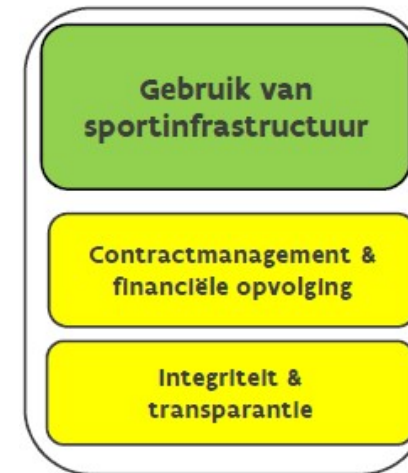 Gebruik van
sportinfrastructuur
Contractmanagement &
financiële opvolging
Integriteit &
transparantie